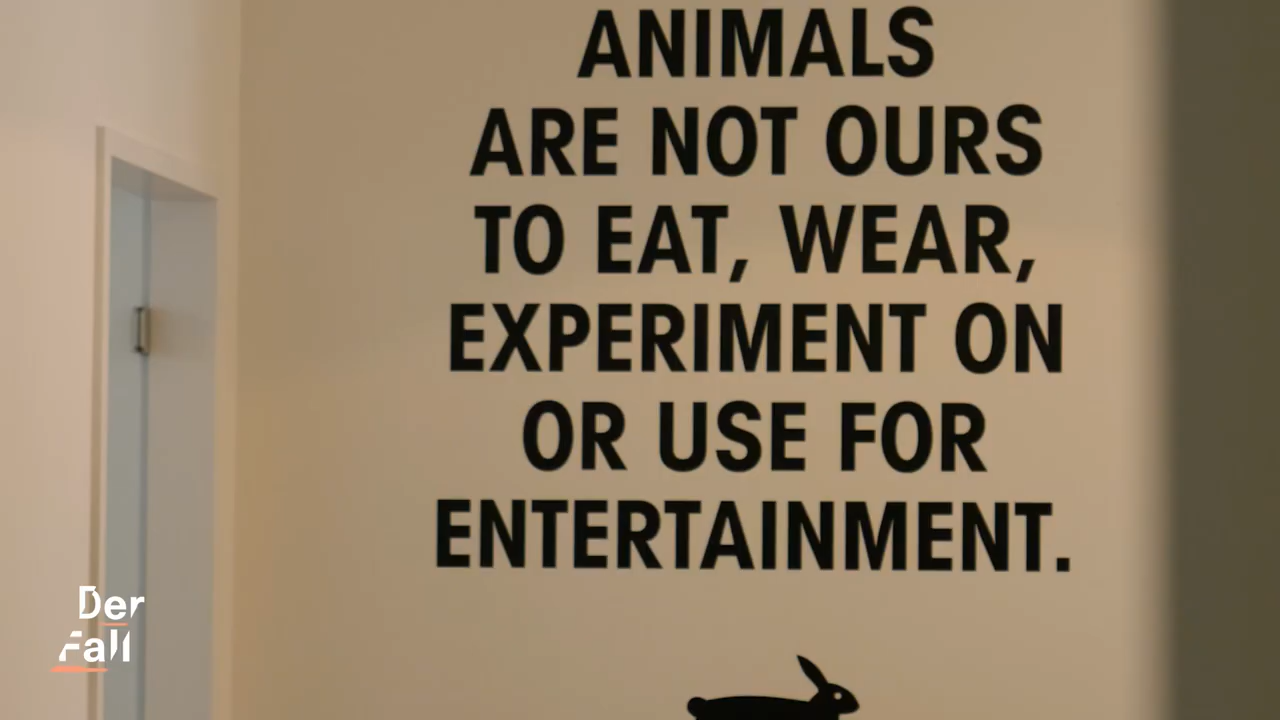 ANIMALS
ARE NOT OURS
TO EAT, WEAR,
EXPERIMENT ON
OR USE FOR
ENTERTAINMENT.
Der
Fall